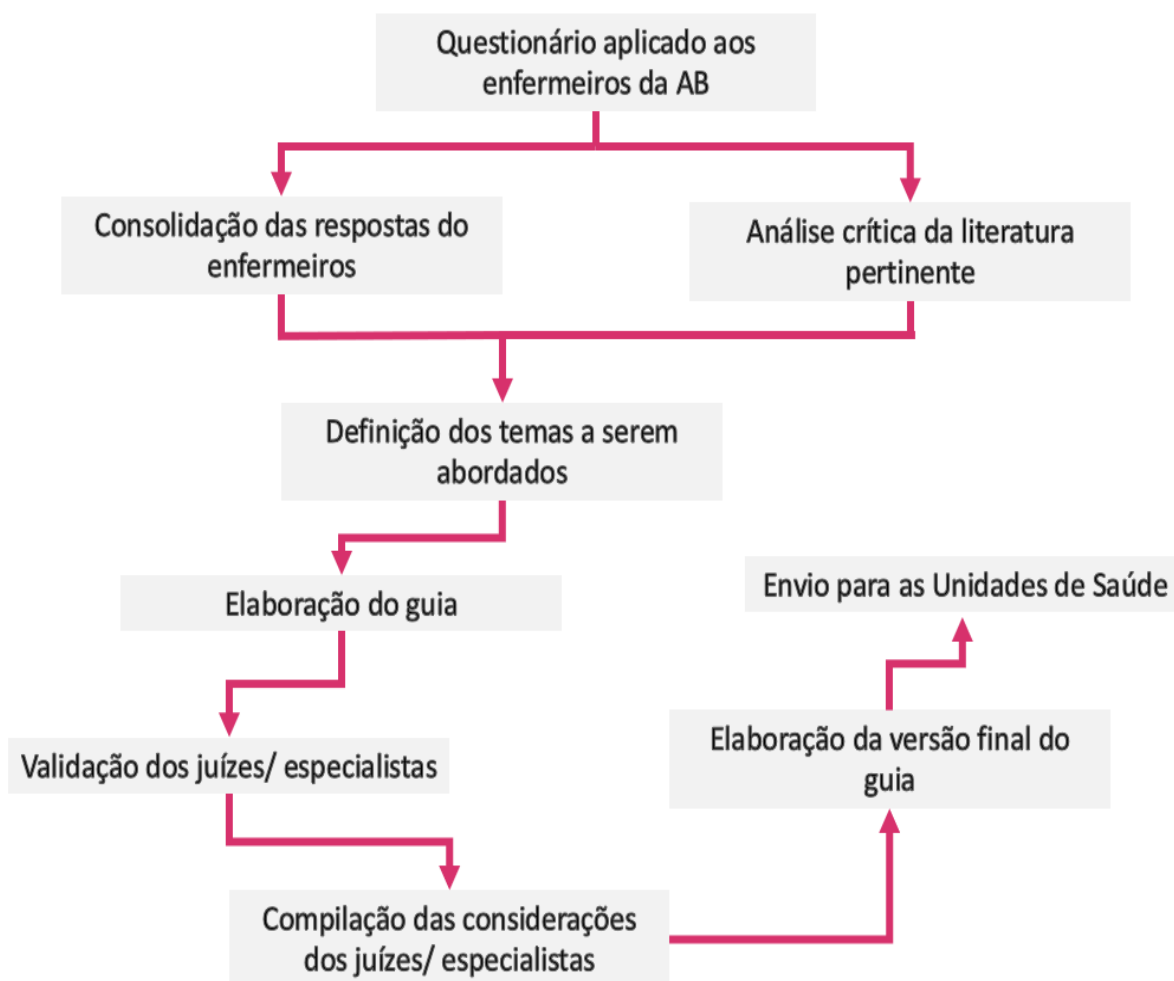 Questionário aplicado aos
enfermeiros da AB
Consolidação das respostas do
enfermeiros
Análise crítica da literatura
pertinente
Definição dos temas a serem
abordados
Elaboração do guia
Envio para as Unidades de Saúde
Validação dos juízes/ especialistas
Elaboração da versão final do
guia
Compilação das considerações
dos juízes/ especialistas